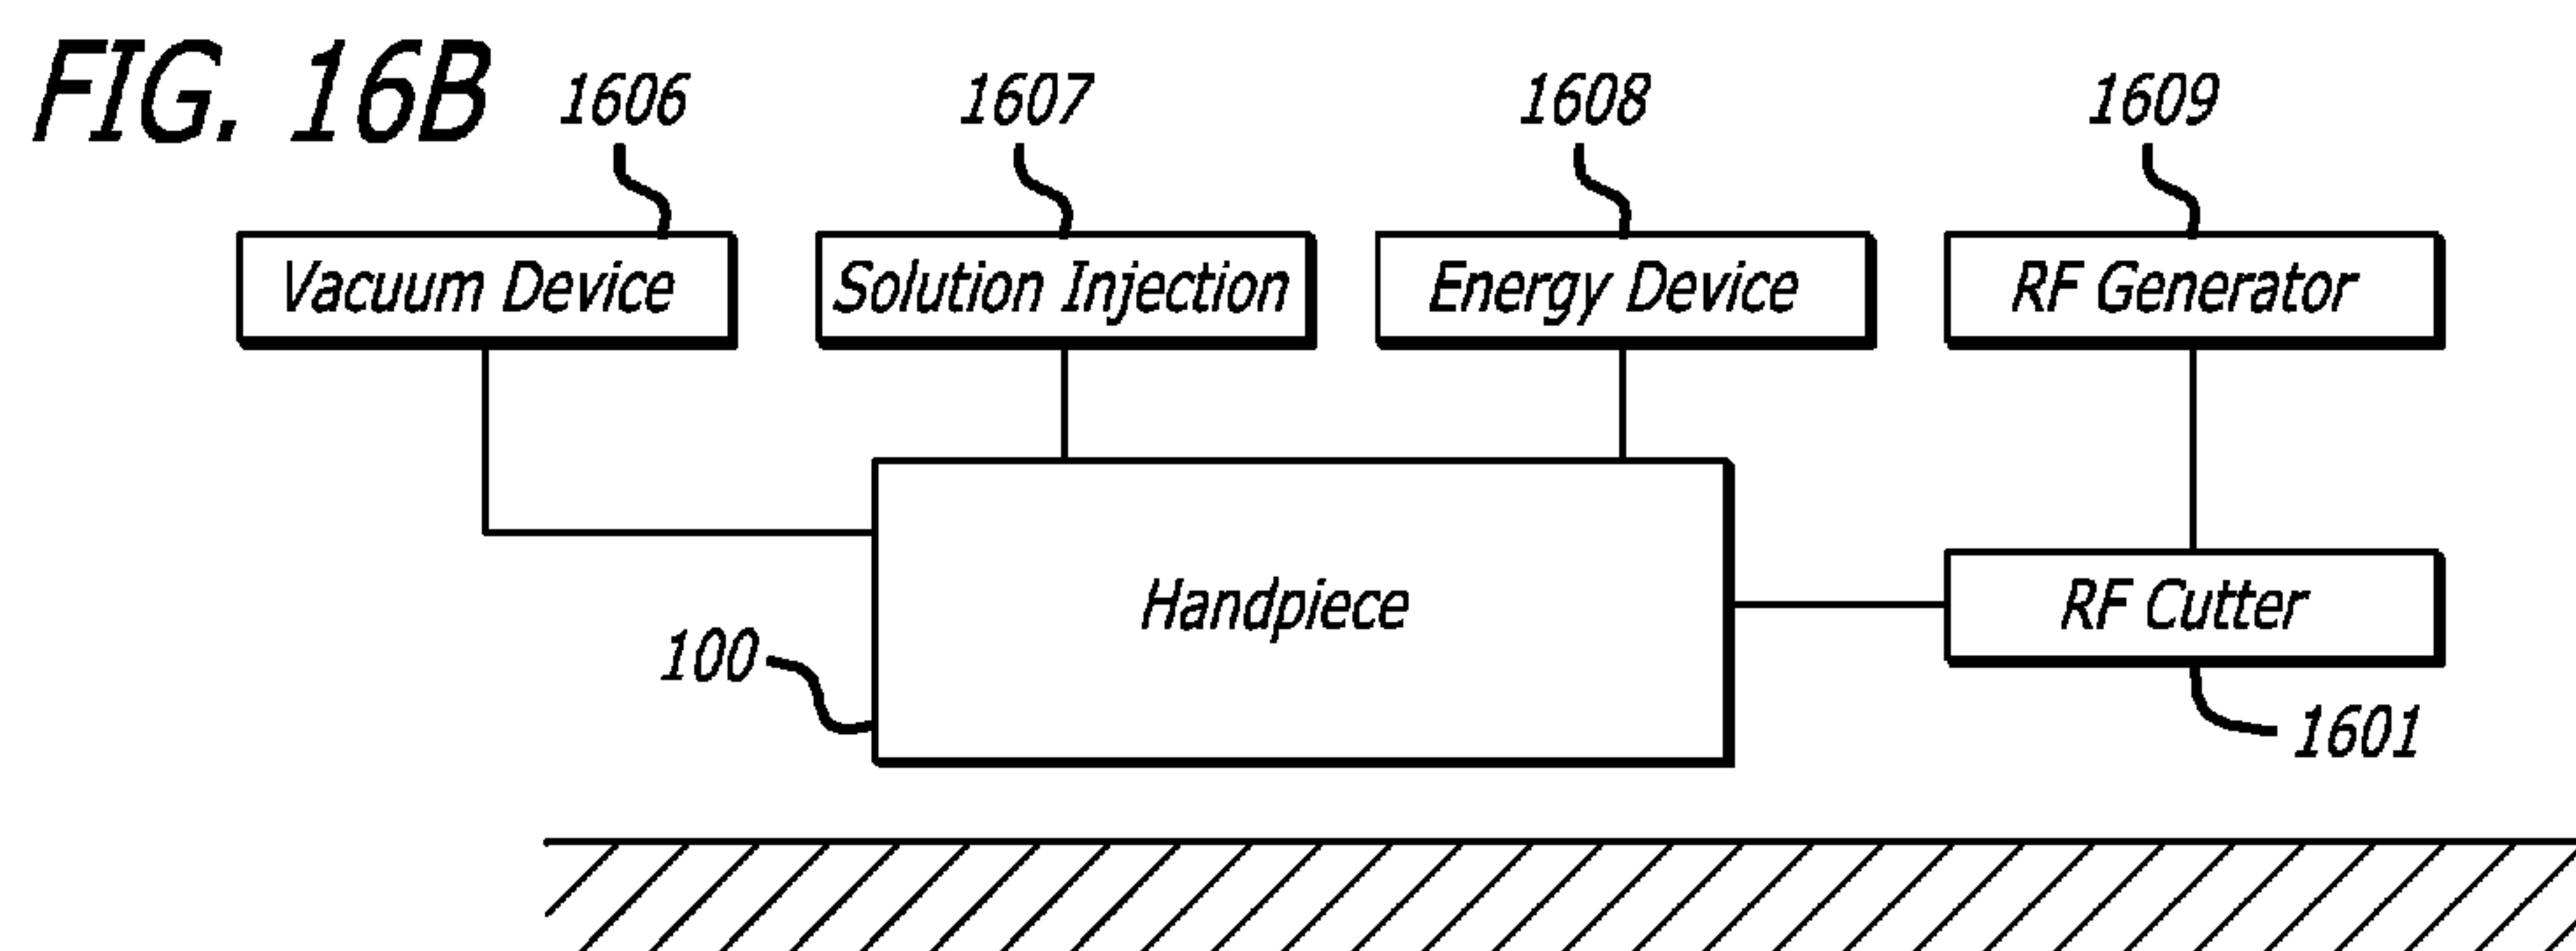 FIG. 16B
1606
1607
1608
1609
Vacuum Device
Solution Injection
Energy Device
RF Generator
Handpiece
RF Cutter
100
1601